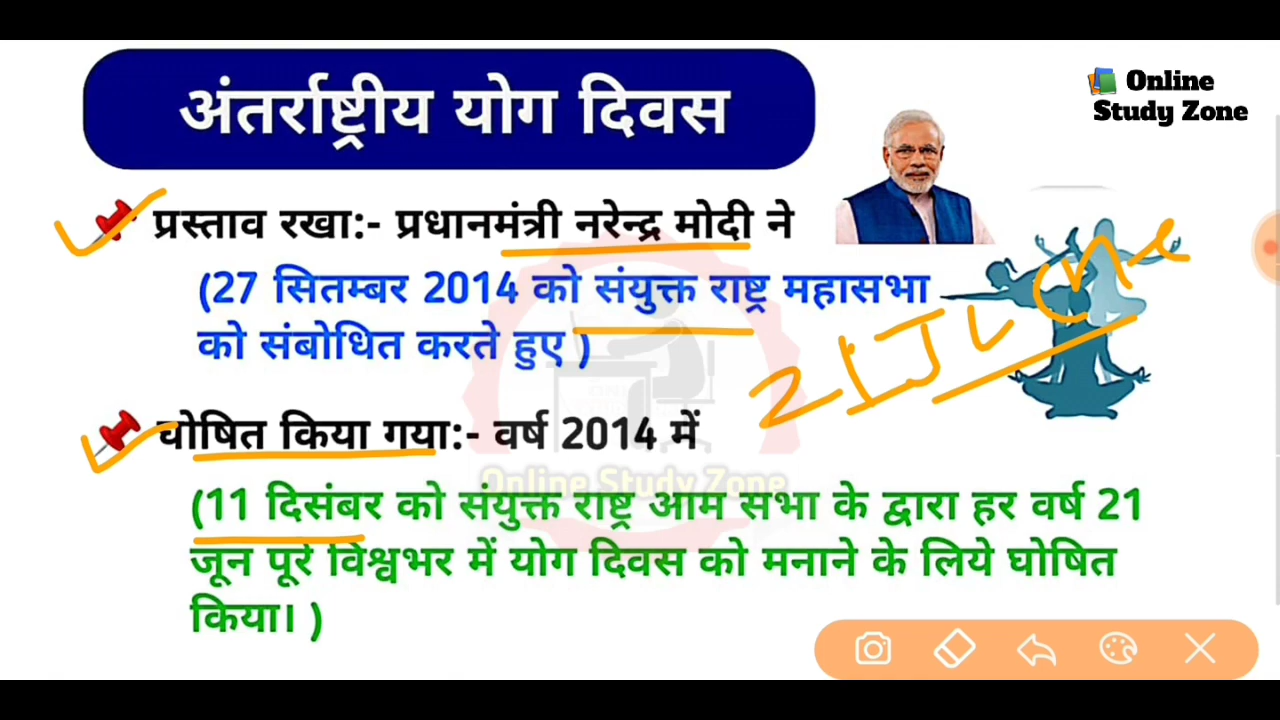 अंतर्राष्ट्रीय योग दिवस
Online
Study Zone
प्रस्ताव रखा:- प्रधानमंत्री नरेन्द्र मोदी ने
(27 सितम्बर 2014 को संयुक्त राष्ट्र महासभा
को संबोधित करते हुए )
21 June
घोषित किया गया:- वर्ष 2014 में
Online Study Zone
(11 दिसंबर को संयुक्त राष्ट्र आम सभा के द्वारा हर वर्ष 21
जून पूरे विश्वभर में योग दिवस को मनाने के लिये घोषित
किया। )